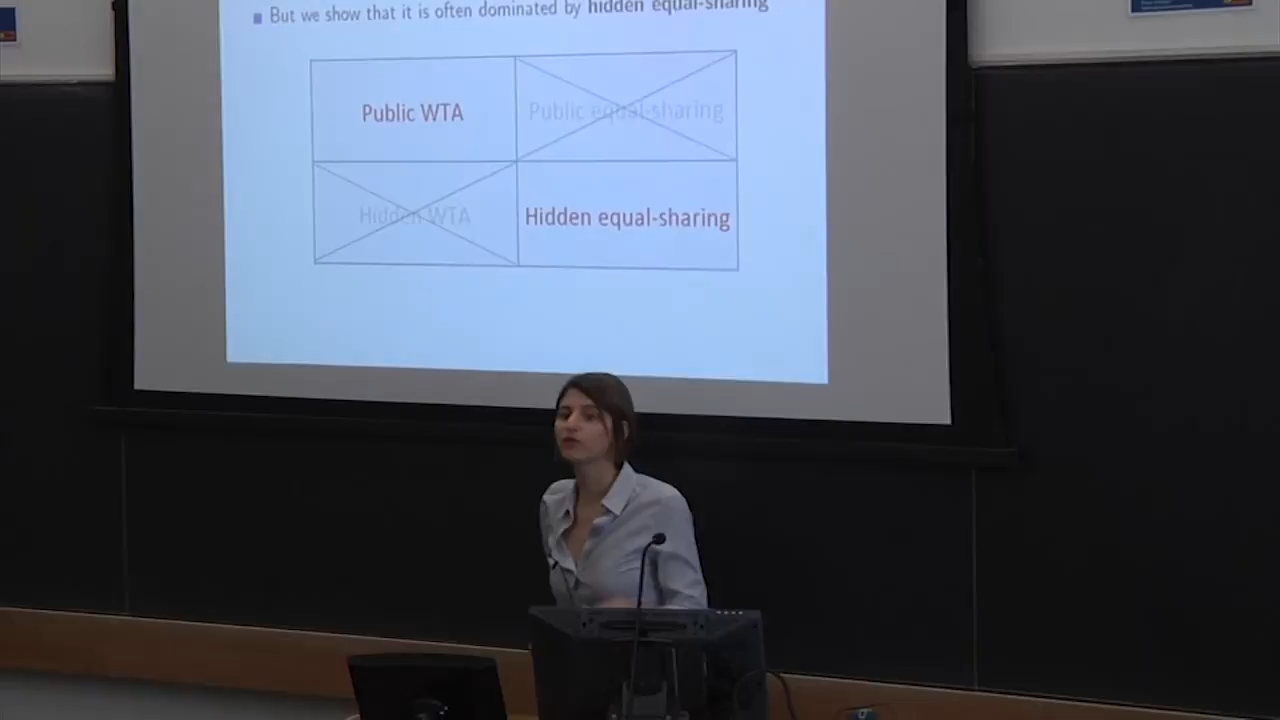 But we show that it is often dominated by hidden equal-sharing
Public WTA
Public equal-sharing
Hidden WTA
Hidden equal-sharing